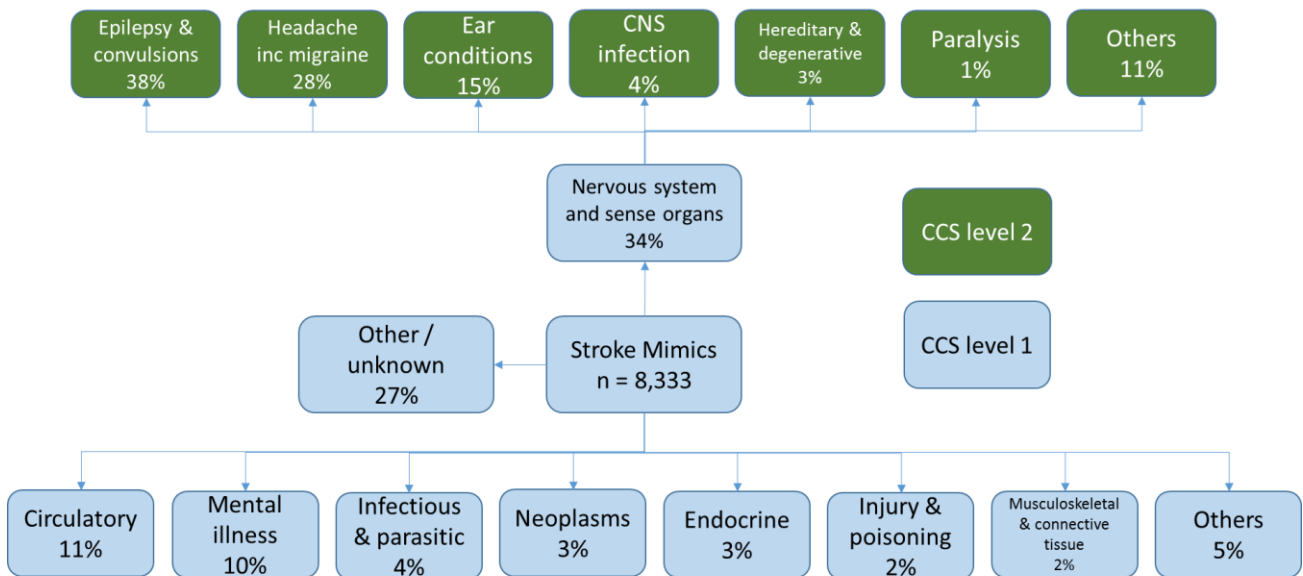 Epilepsy &
convulsions
38%
Headache
inc migraine
28%
Ear
conditions
15%
CNS
infection
4%
Hereditary &
degenerative
3%
Paralysis
1%
Others
11%
Nervous system
and sense organs
34%
CCS level 2
Other /
unknown
27%
Stroke Mimics
n = 8,333
CCS level 1
Circulatory
11%
Mental
illness
10%
Infectious
& parasitic
4%
Neoplasms
3%
Endocrine
3%
Injury &
poisoning
2%
Musculoskeletal
& connective
tissue
2%
Others
5%